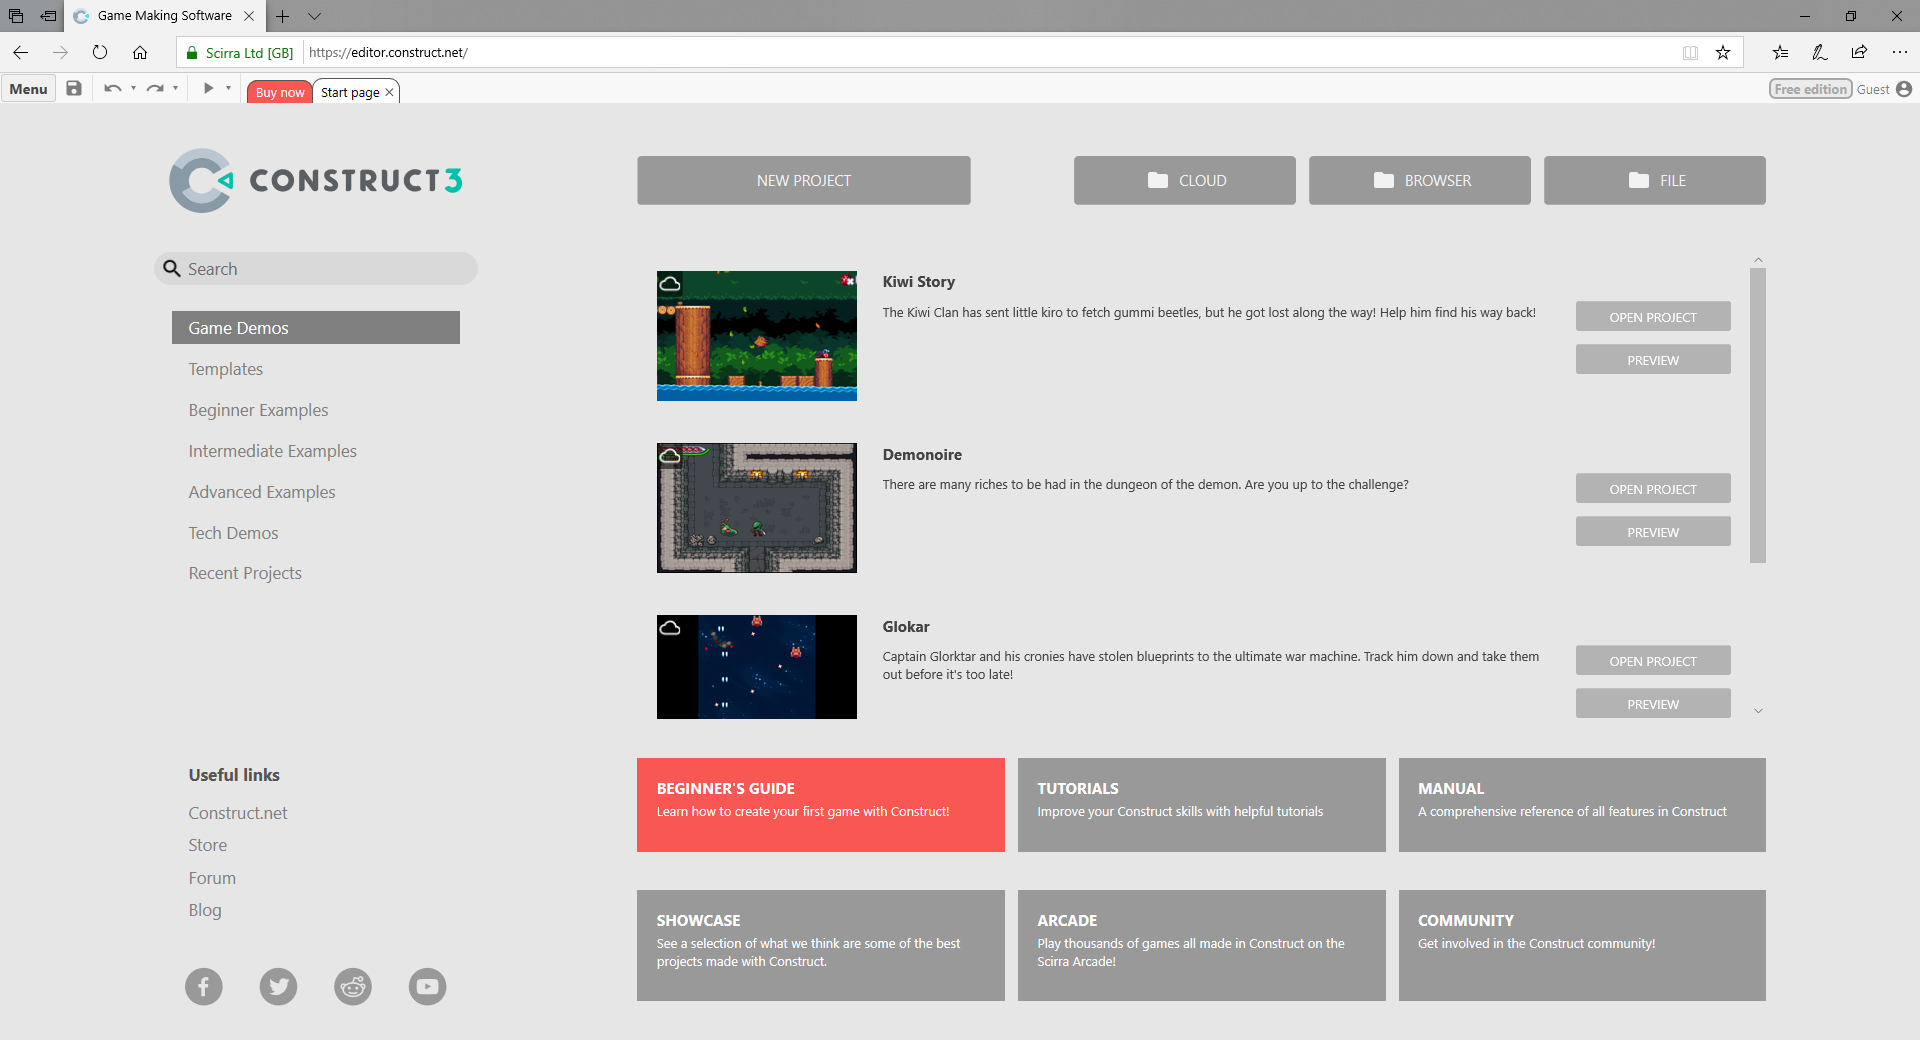 Game Making Software
Scirra Ltd [GB]
https://editor.construct.net/
Menu
Buy now
Start page
Free edition
Guest
CONSTRUCT 3
NEW PROJECT
CLOUD
BROWSER
FILE
Search
Game Demos
Templates
Beginner Examples
Intermediate Examples
Advanced Examples
Tech Demos
Recent Projects
Kiwi Story
The Kiwi Clan has sent little kiro to fetch gummi beetles, but he got lost along the way! Help him find his way back!
OPEN PROJECT
PREVIEW
Demonoire
There are many riches to be had in the dungeon of the demon. Are you up to the challenge?
OPEN PROJECT
PREVIEW
Glokar
Captain Glorktar and his cronies have stolen blueprints to the ultimate war machine. Track him down and take them
out before it's too late!
OPEN PROJECT
PREVIEW
Useful links
Construct.net
Store
Forum
Blog
BEGINNER'S GUIDE
Learn how to create your first game with Construct!
TUTORIALS
Improve your Construct skills with helpful tutorials
MANUAL
A comprehensive reference of all features in Construct
SHOWCASE
See a selection of what we think are some of the best
projects made with Construct.
ARCADE
Play thousands of games all made in Construct on the
Scirra Arcade!
COMMUNITY
Get involved in the Construct community!